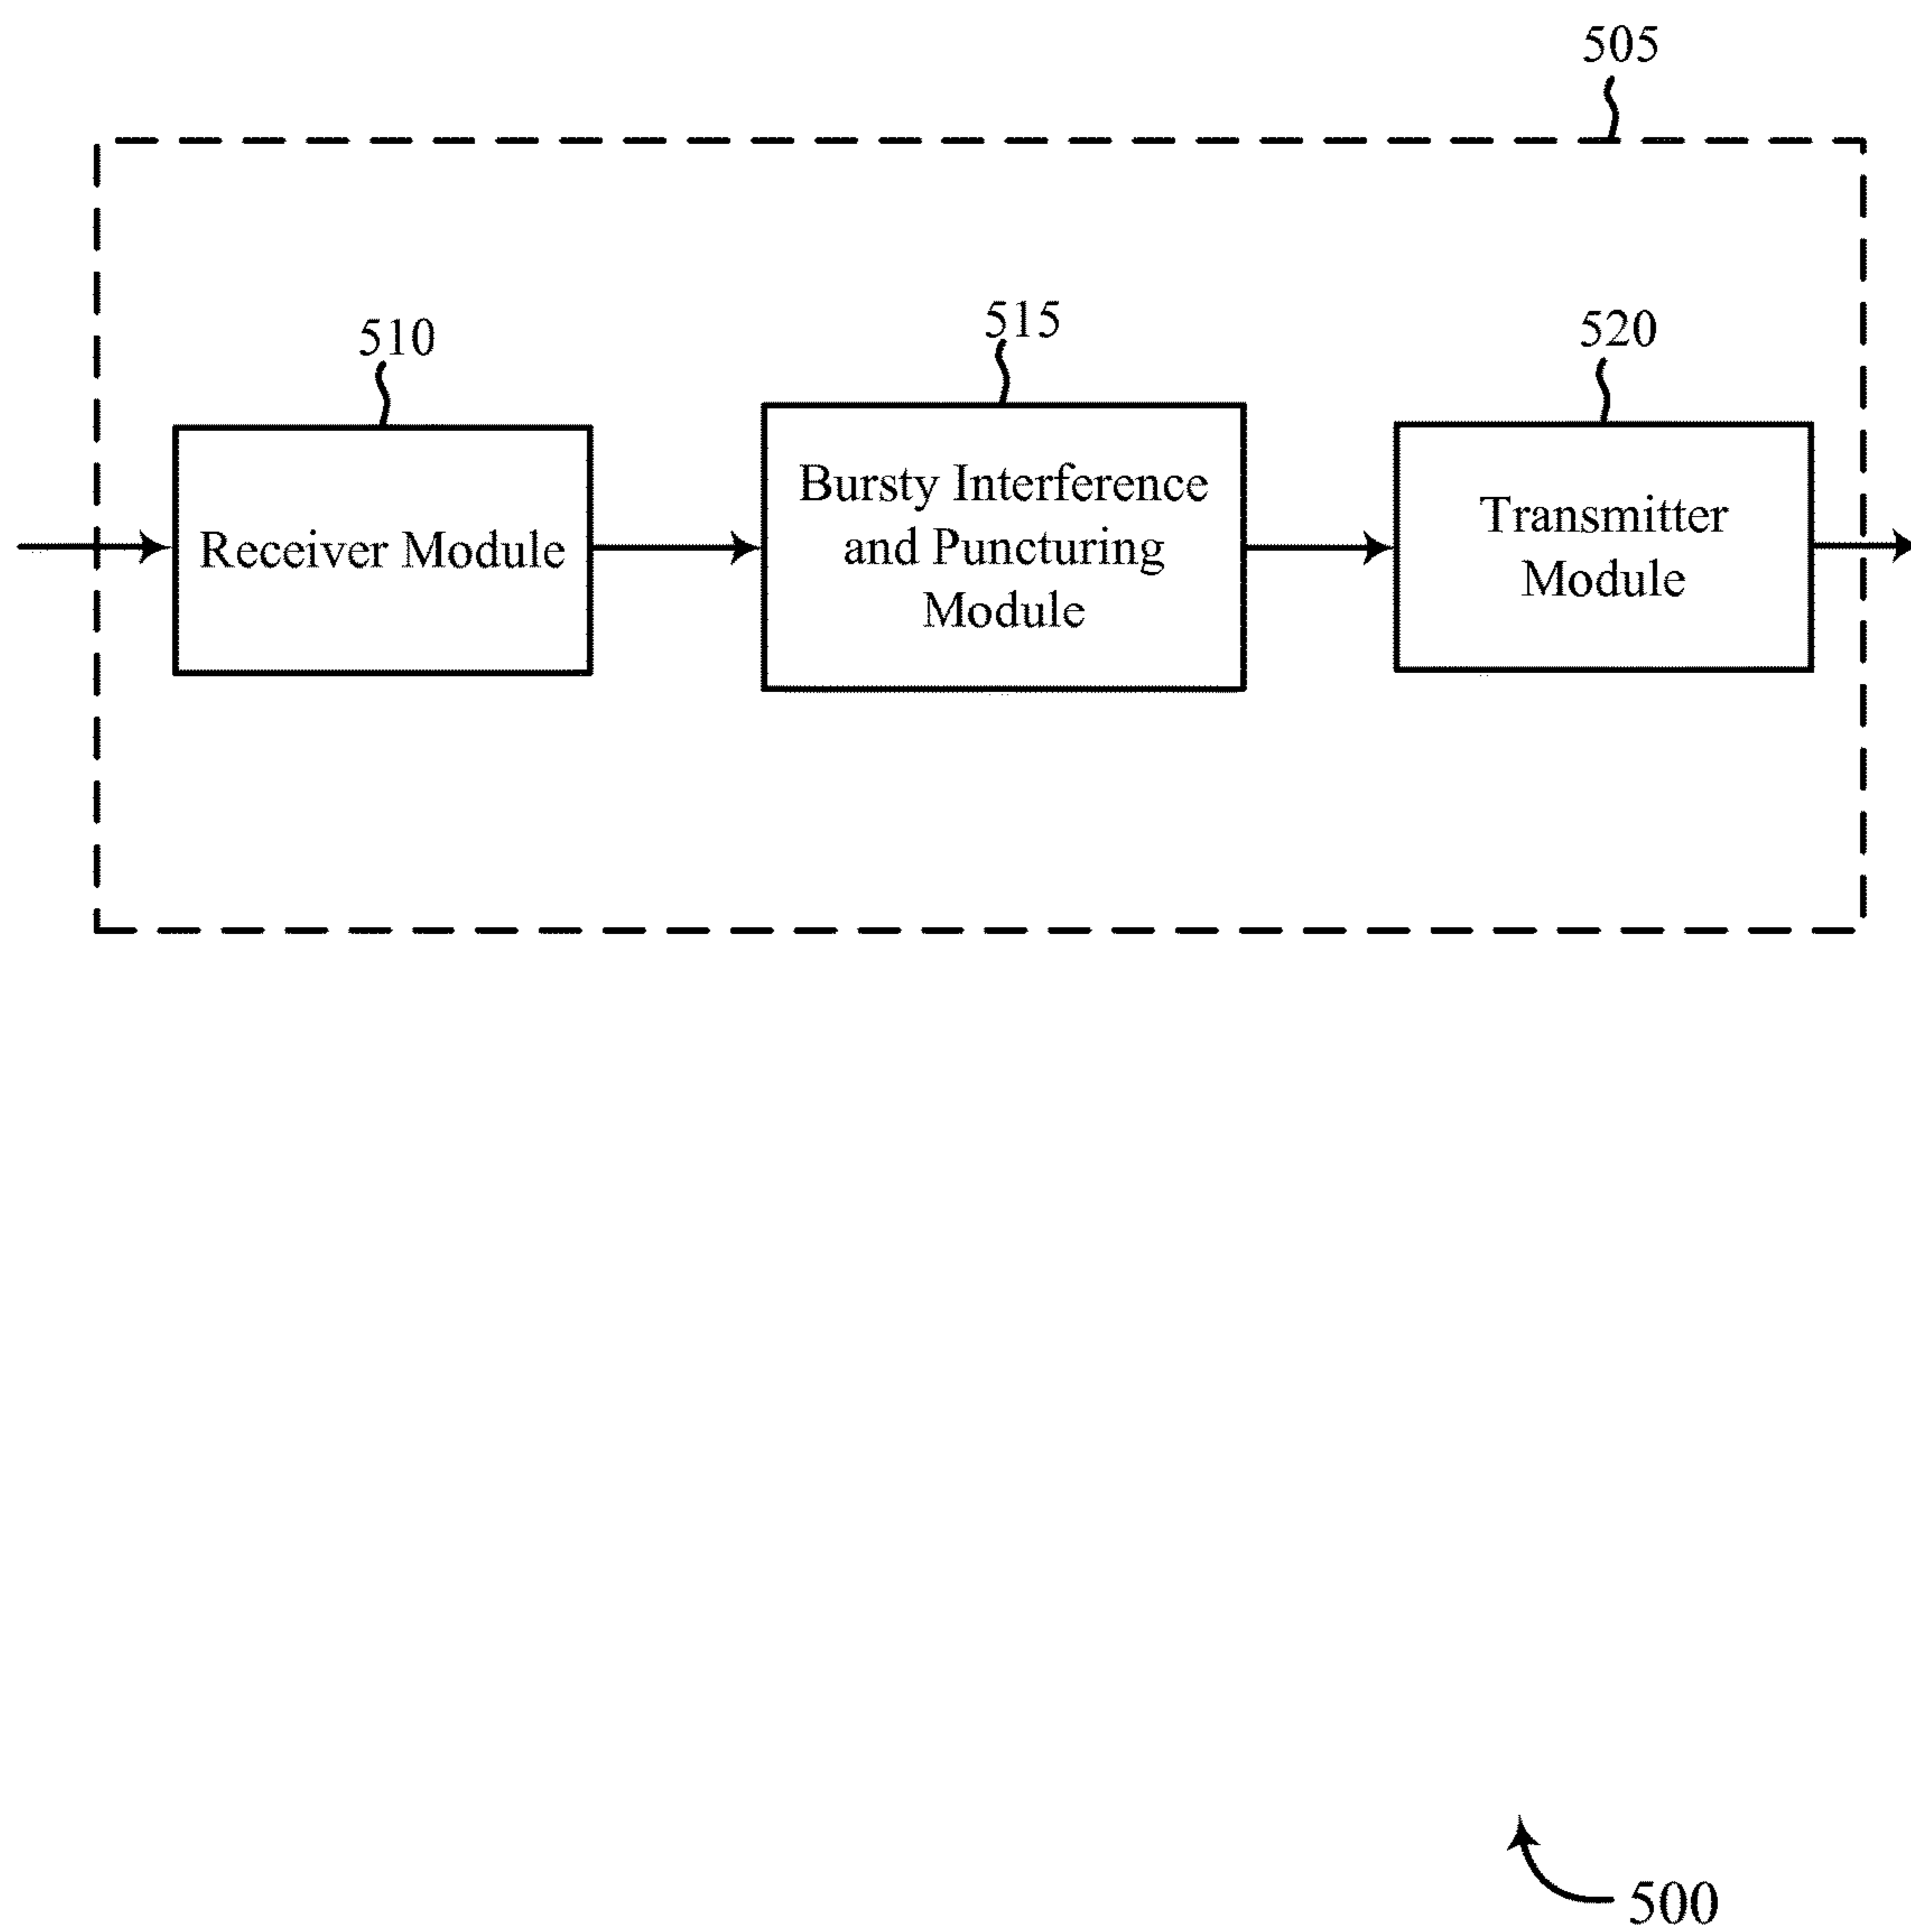 505
510
515
520
Receiver Module
Bursty Interference
and Puncturing
Module
Transmitter
Module
500